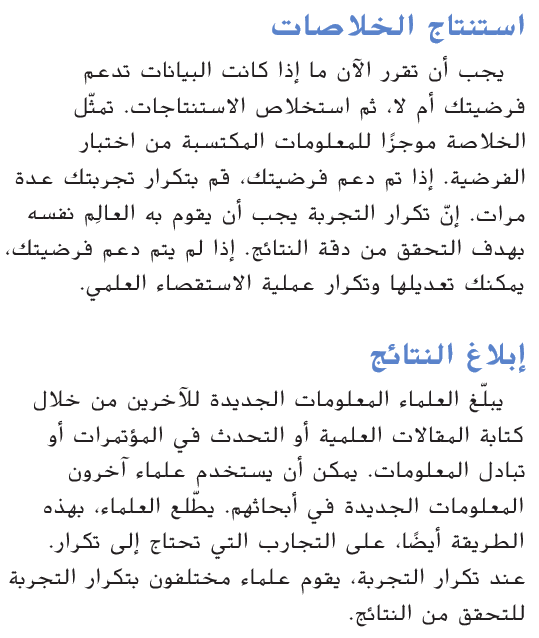 استنتاج الخلاصات
يجب أن تقرر الآن ما إذا كانت البيانات تدعم
فرضيتك أم لا، ثم استخلاص الاستنتاجات. تمثّل
الخلاصة موجزًا للمعلومات المكتسبة من اختبار
الفرضية. إذا تم دعم فرضيتك، قم بتكرار تجربتك عدة
مرات. إنّ تكرار التجربة يجب أن يقوم به العالِم نفسه
بهدف التحقق من دقة النتائج. إذا لم يتم دعم فرضيتك،
يمكنك تعديلها وتكرار عملية الاستقصاء العلمي.
إبلاغ النتائج
يبلّغ العلماء المعلومات الجديدة للآخرين من خلال
كتابة المقالات العلمية أو التحدث في المؤتمرات أو
تبادل المعلومات. يمكن أن يستخدم علماء آخرون
المعلومات الجديدة في أبحاثهم. يطّلع العلماء، بهذه
الطريقة أيضًا، على التجارب التي تحتاج إلى تكرار.
عند تكرار التجربة، يقوم علماء مختلفون بتكرار التجربة
للتحقق من النتائج.